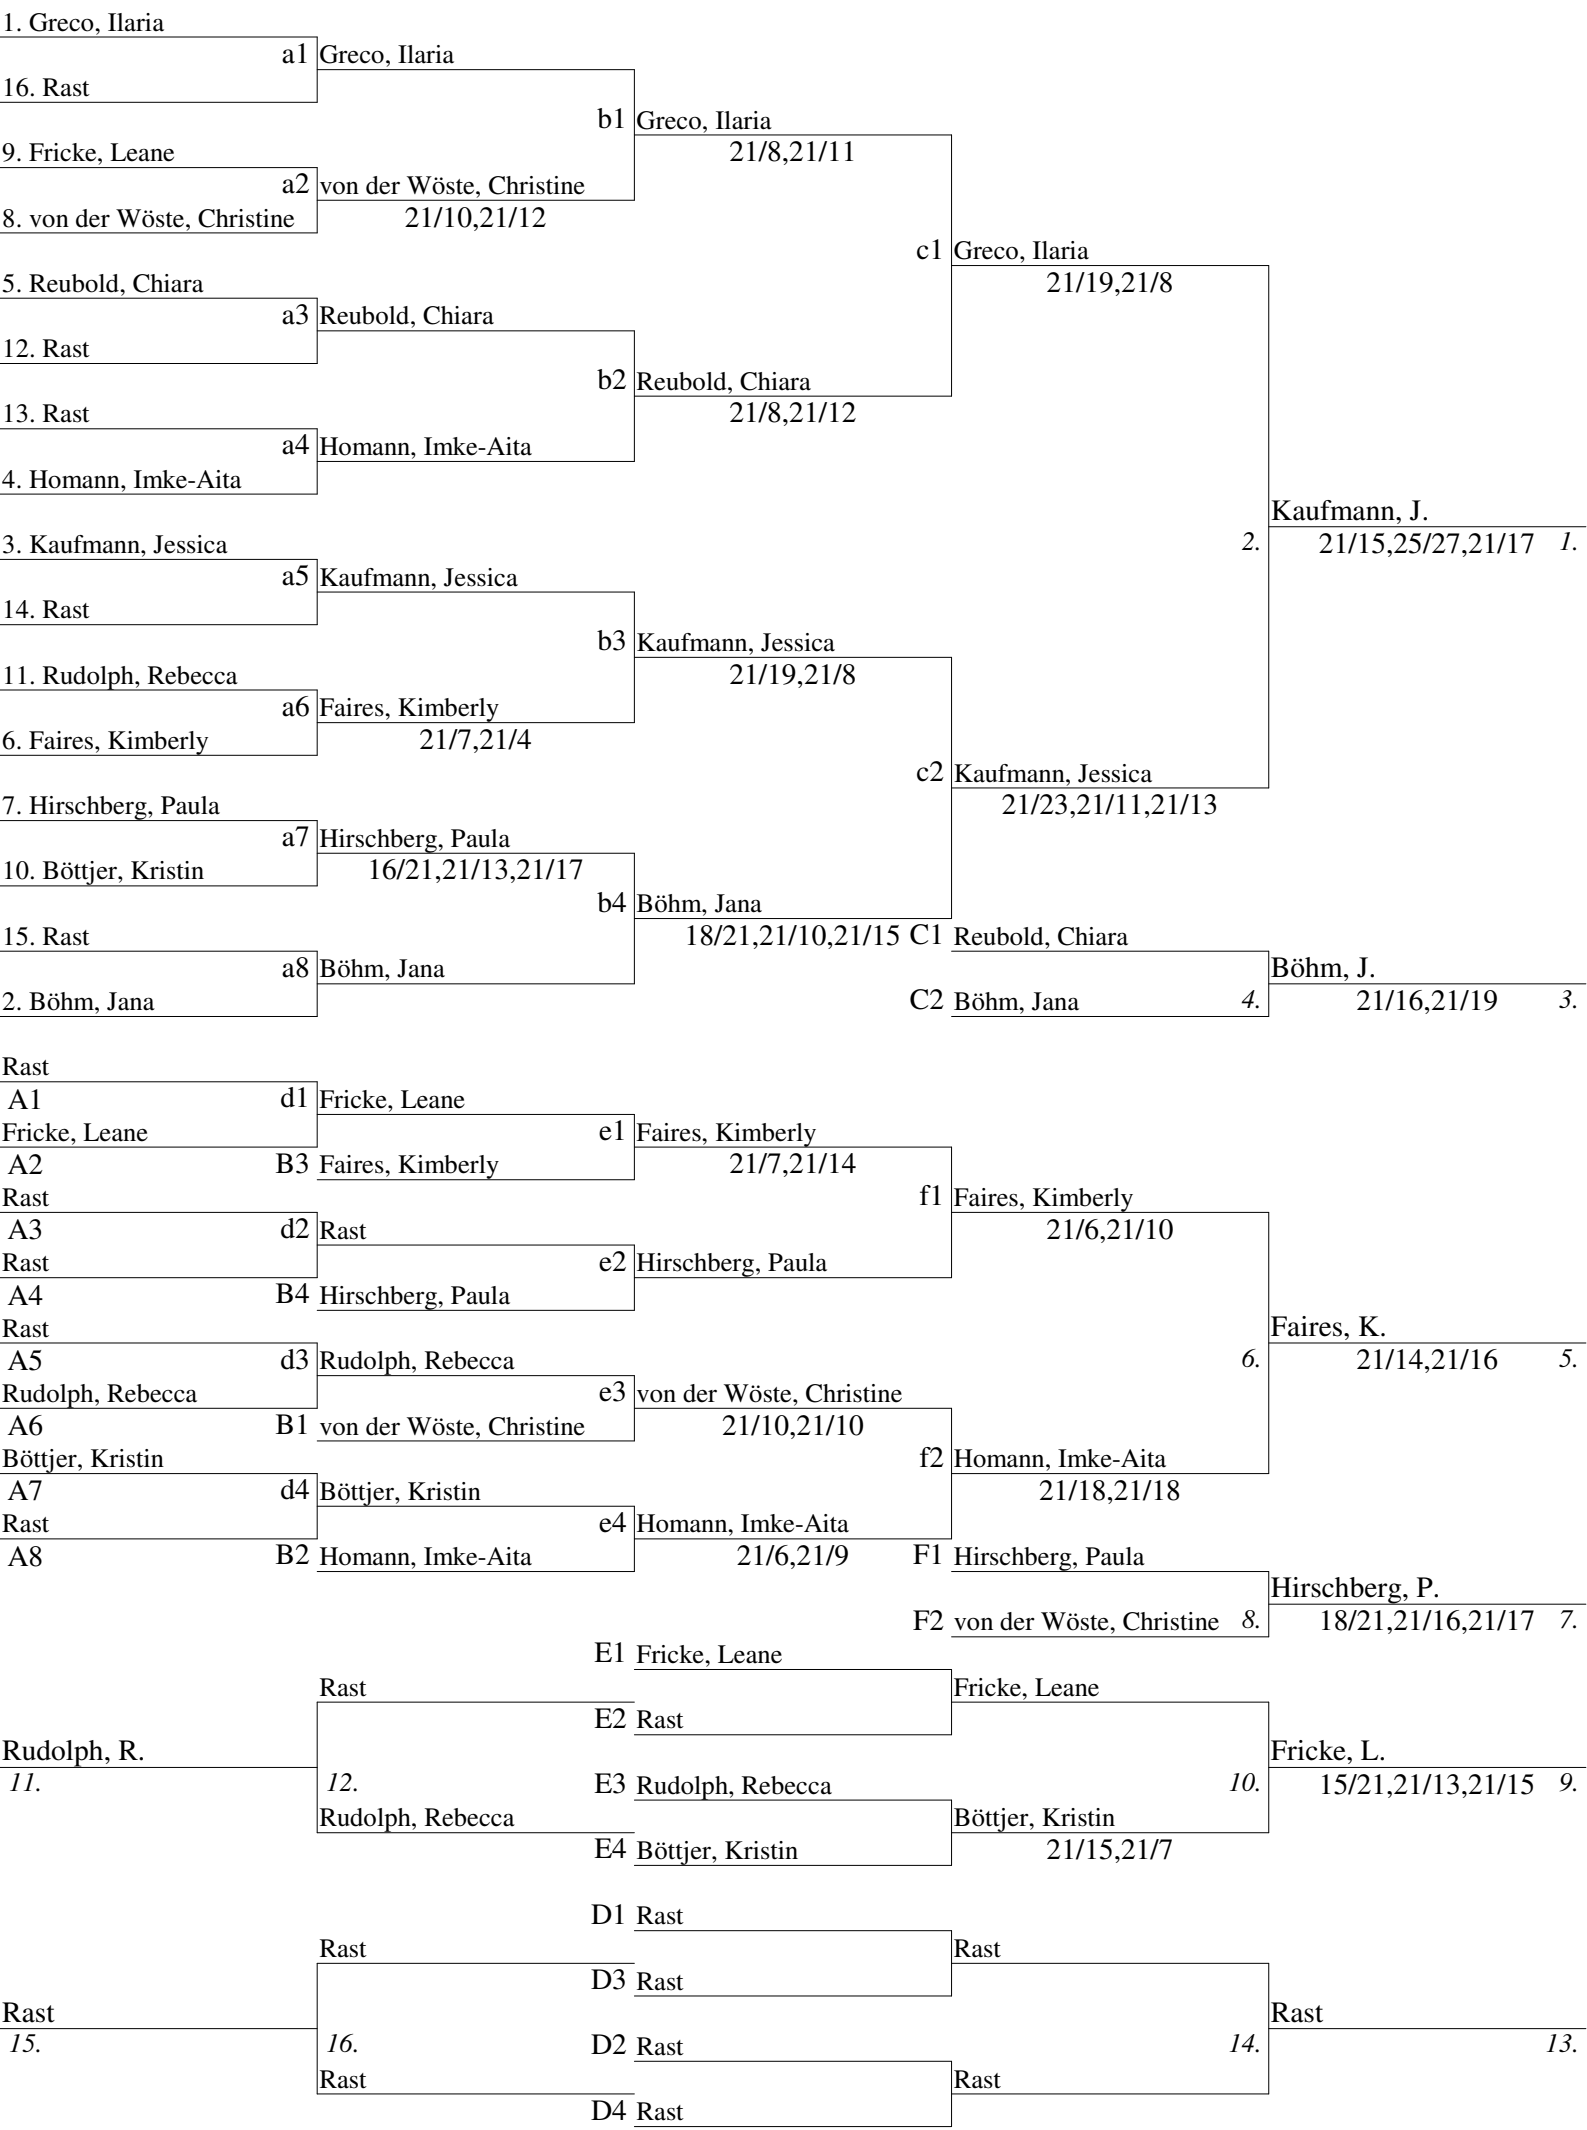 1. Greco, Ilaria
a1 Greco, Ilaria
16. Rast
b1 Greco, Ilaria
21/8,21/11
9. Fricke, Leane
a2 von der Wöste, Christine
8. von der Wöste, Christine
21/10,21/12
c1 Greco, Ilaria
21/19,21/8
5. Reubold, Chiara
a3 Reubold, Chiara
12. Rast
b2 Reubold, Chiara
21/8,21/12
13. Rast
a4 Homann, Imke-Aita
4. Homann, Imke-Aita
Kaufmann, J.
2. 21/15,25/27,21/17 1.
3. Kaufmann, Jessica
a5 Kaufmann, Jessica
14. Rast
b3 Kaufmann, Jessica
21/19,21/8
11. Rudolph, Rebecca
a6 Faires, Kimberly
6. Faires, Kimberly
21/7,21/4
c2 Kaufmann, Jessica
21/23,21/11,21/13
7. Hirschberg, Paula
a7 Hirschberg, Paula
10. Böttjer, Kristin
16/21,21/13,21/17
b4 Böhm, Jana
18/21,21/10,21/15
15. Rast
C1 Reubold, Chiara
a8 Böhm, Jana
Böhm, J.
2. Böhm, Jana
C2 Böhm, Jana 4.
21/16,21/19 3.
Rast
A1
d1 Fricke, Leane
Fricke, Leane
e1 Faires, Kimberly
A2
B3 Faires, Kimberly
21/7,21/14
Rast
f1 Faires, Kimberly
A3
d2 Rast
21/6,21/10
Rast
e2 Hirschberg, Paula
A4
B4 Hirschberg, Paula
Rast
Faires, K.
A5
d3 Rudolph, Rebecca
6. 21/14,21/16 5.
Rudolph, Rebecca
e3 von der Wöste, Christine
A6
B1 von der Wöste, Christine
21/10,21/10
Böttjer, Kristin
f2 Homann, Imke-Aita
A7
d4 Böttjer, Kristin
21/18,21/18
Rast
e4 Homann, Imke-Aita
A8
B2 Homann, Imke-Aita
21/6,21/9
F1 Hirschberg, Paula
Hirschberg, P.
F2 von der Wöste, Christine 8.
18/21,21/16,21/17 7.
E1 Fricke, Leane
Rast
Fricke, Leane
E2 Rast
Rudolph, R.
Fricke, L.
11.
12.
E3 Rudolph, Rebecca
10. 15/21,21/13,21/15 9.
Rudolph, Rebecca
Böttjer, Kristin
E4 Böttjer, Kristin
21/15,21/7
D1 Rast
Rast
Rast
D3 Rast
Rast
Rast
15.
16.
D2 Rast
14.
13.
Rast
Rast
D4 Rast